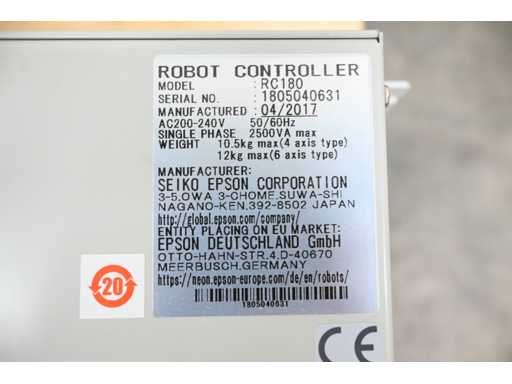 ROBOT CONTROLLER
MODEL : RC180
SERIAL NO. : 1805040631
MANUFACTURED : 04/2017
AC200-240V 50/60Hz
SINGLE PHASE 2500VA max
WEIGHT 10.5kg max(4 axis type)
12kg max(6 axis type)
MANUFACTURER:
SEIKO EPSON CORPORATION
3-5,OWA 3-CHOME,SUWA-SHI
NAGANO-KEN,392-8502 JAPAN
http://global.epson.com/company/
ENTITY PLACING ON EU MARKET:
EPSON DEUTSCHLAND GmbH
OTTO-HAHN-STR.4,D-40670
MEERBUSCH,GERMANY
https://neon.epson-europe.com/de/en/robots/
1805040631
20
CE